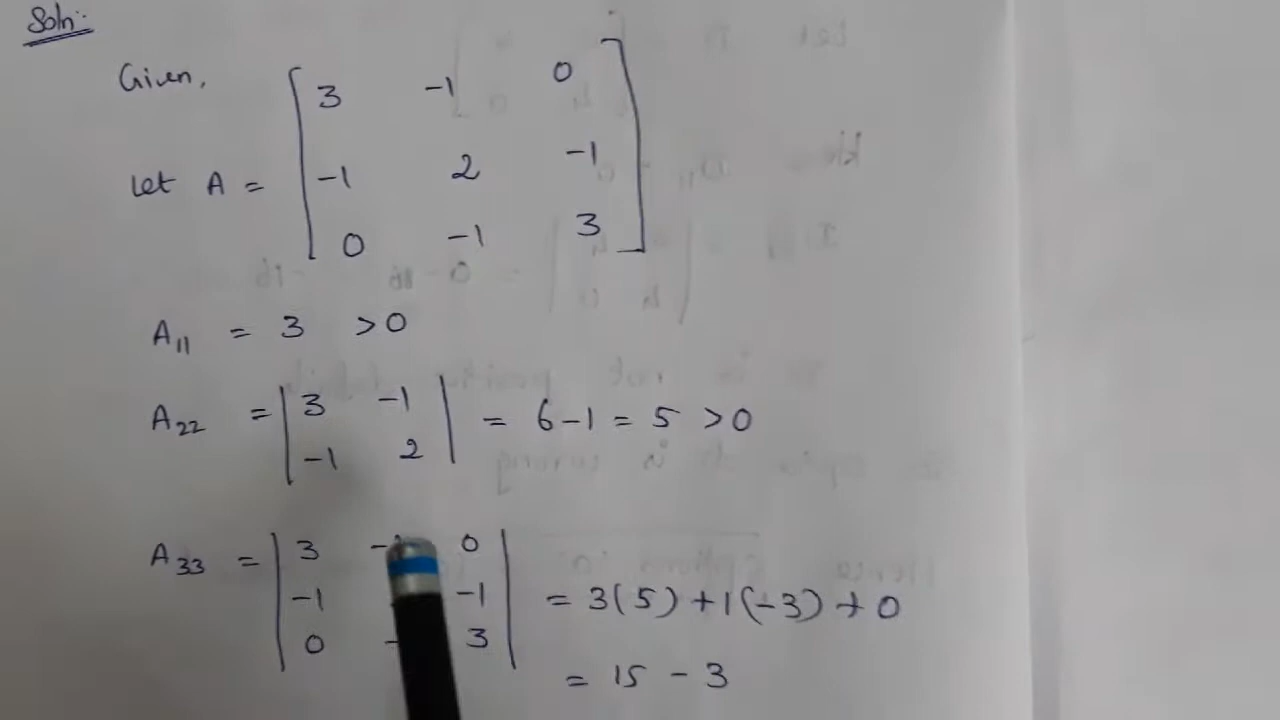 Soln:
Given,
Let A = [ 3 -1 0
-1 2 -1
0 -1 3 ]
A11 = 3 > 0
A22 = | 3 -1 | = 6-1 = 5 > 0
| -1 2 |
A33 = | 3 0 |
| -1 -1 | = 3(5) + 1(-3) + 0
| 0 3 |
= 15 - 3